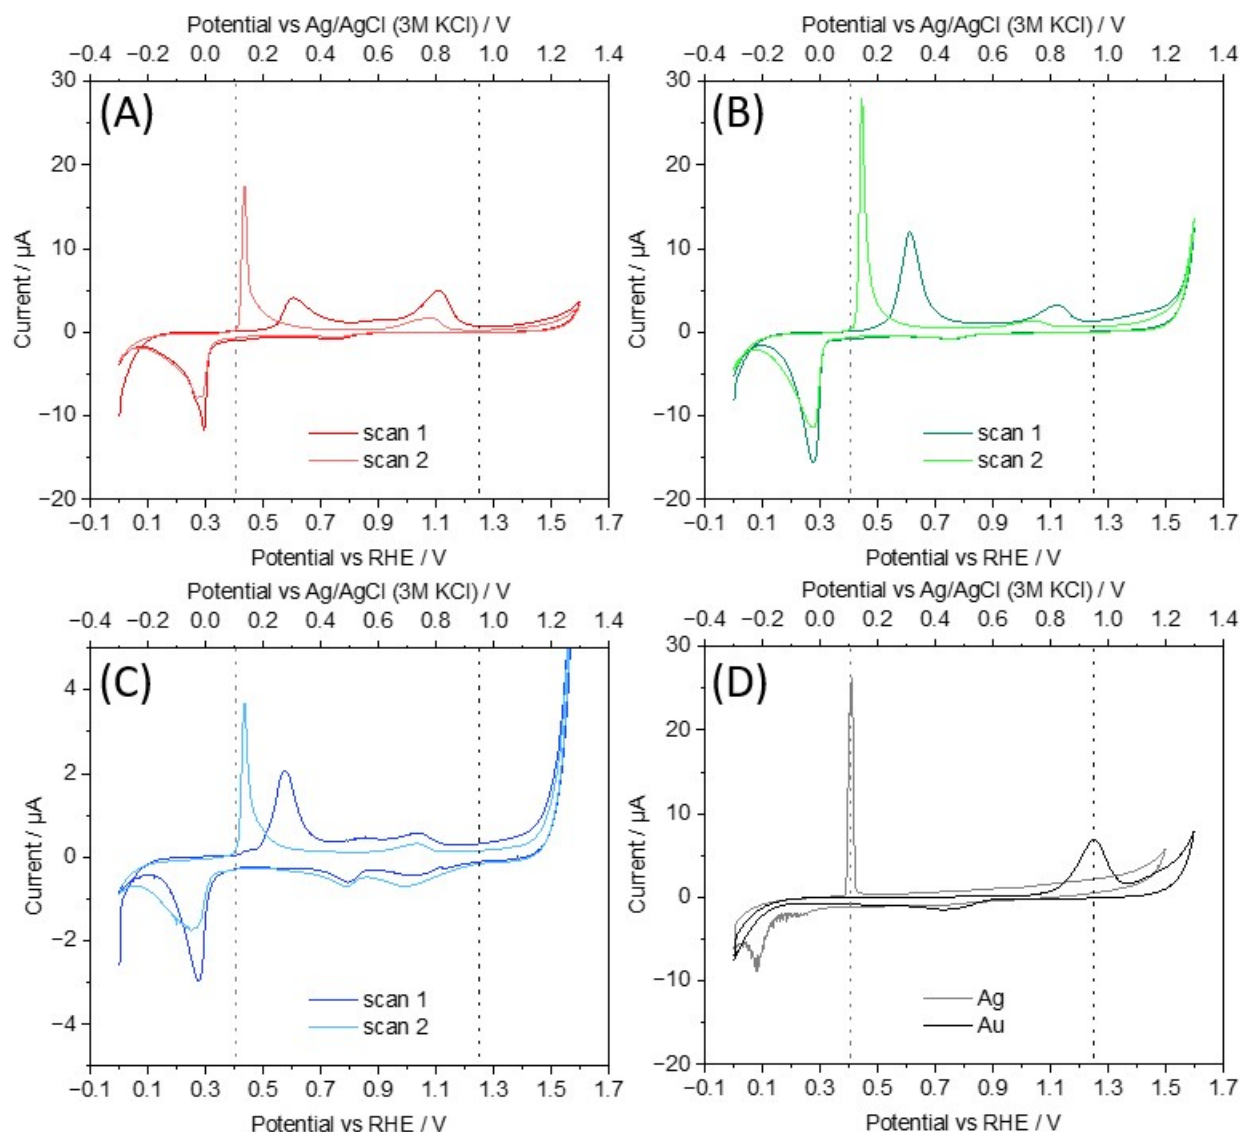 Potential vs Ag/AgCl (3M KCl) / V
−0.4 −0.2 0.0 0.2 0.4 0.6 0.8 1.0 1.2 1.4
(A)
30
20
10
0
−10
−20
Current / µA
scan 1
scan 2
−0.1 0.1 0.3 0.5 0.7 0.9 1.1 1.3 1.5 1.7
Potential vs RHE / V
Potential vs Ag/AgCl (3M KCl) / V
−0.4 −0.2 0.0 0.2 0.4 0.6 0.8 1.0 1.2 1.4
(B)
30
20
10
0
−10
−20
Current / µA
scan 1
scan 2
−0.1 0.1 0.3 0.5 0.7 0.9 1.1 1.3 1.5 1.7
Potential vs RHE / V
Potential vs Ag/AgCl (3M KCl) / V
−0.4 −0.2 0.0 0.2 0.4 0.6 0.8 1.0 1.2 1.4
(C)
4
2
0
−2
−4
Current / µA
scan 1
scan 2
−0.1 0.1 0.3 0.5 0.7 0.9 1.1 1.3 1.5 1.7
Potential vs RHE / V
Potential vs Ag/AgCl (3M KCl) / V
−0.4 −0.2 0.0 0.2 0.4 0.6 0.8 1.0 1.2 1.4
(D)
30
20
10
0
−10
−20
Current / µA
Ag
Au
−0.1 0.1 0.3 0.5 0.7 0.9 1.1 1.3 1.5 1.7
Potential vs RHE / V